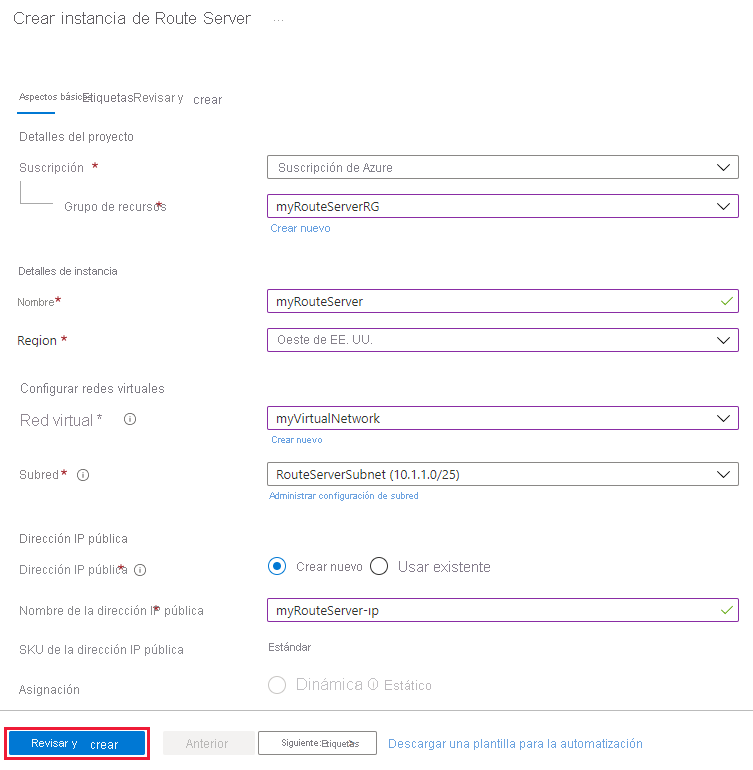 Crear instancia de Route Server ...
Aspectos básicos Etiquetas Revisar y crear
Detalles del proyecto
Suscripción * Suscripción de Azure
Grupo de recursos * myRouteServerRG
Crear nuevo
Detalles de instancia
Nombre * myRouteServer
Region * Oeste de EE. UU.
Configurar redes virtuales
Red virtual * myVirtualNetwork
Crear nuevo
Subred * RouteServerSubnet (10.1.1.0/25)
Administrar configuración de subred
Dirección IP pública
Dirección IP pública * Crear nuevo Usar existente
Nombre de la dirección IP pública * myRouteServer-ip
SKU de la dirección IP pública Estándar
Asignación Dinámica Estático
Revisar y crear Anterior Siguiente: Etiquetas > Descargar una plantilla para la automatización